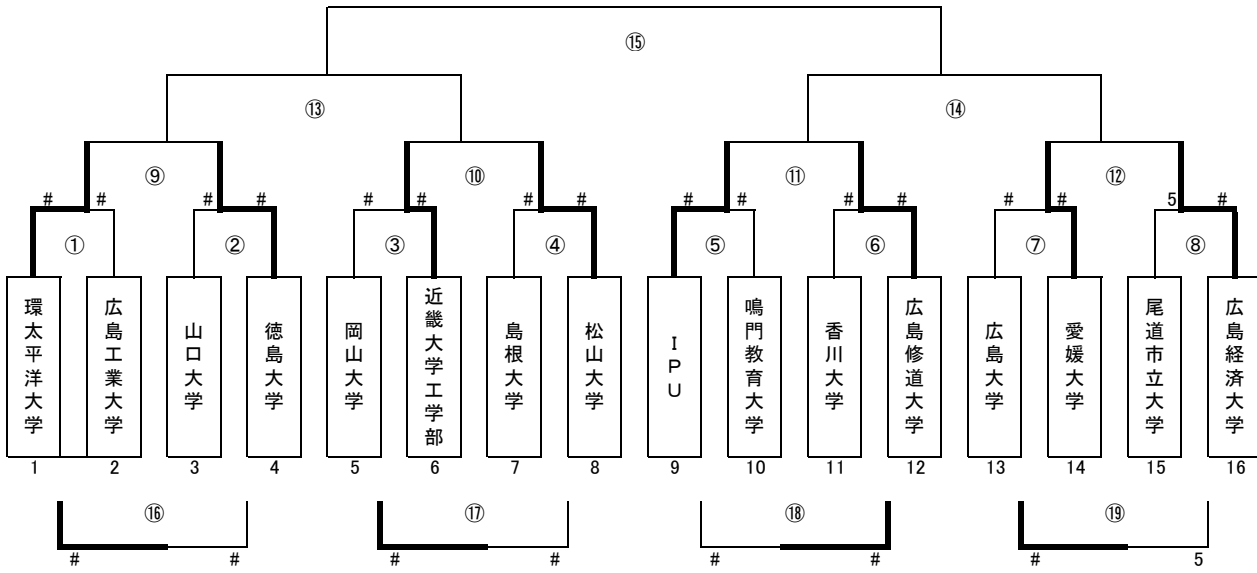 ⑮
⑬ ⑭
⑨ ⑩ ⑪ ⑫
# # # # # # # # # # # # # # 5 #
① ② ③ ④ ⑤ ⑥ ⑦ ⑧
環太平洋大学
広島工業大学
山口大学
徳島大学
岡山大学
近畿大学工学部
島根大学
松山大学
IPU
鳴門教育大学
香川大学
広島修道大学
広島大学
愛媛大学
尾道市立大学
広島経済大学
1 2 3 4 5 6 7 8 9 10 11 12 13 14 15 16
⑯ ⑰ ⑱ ⑲
# # # # # # # 5